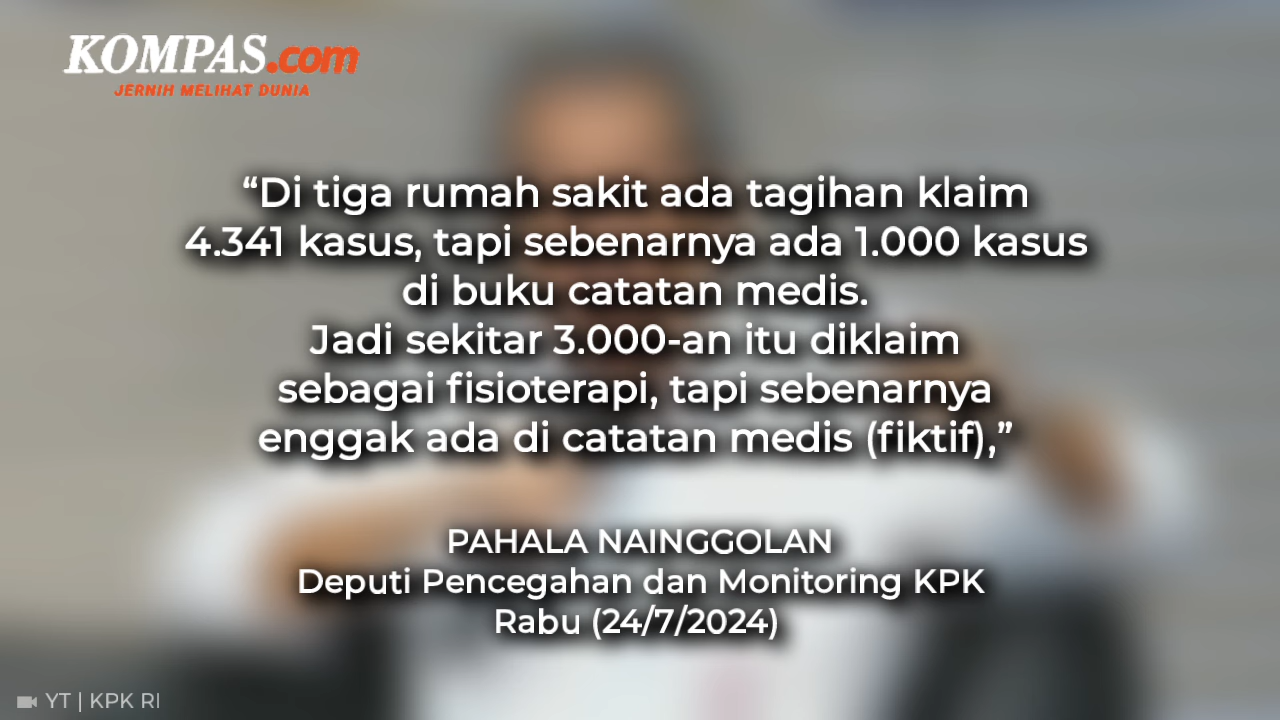 KOMPAS.com
JERNIH MELIHAT DUNIA
“Di tiga rumah sakit ada tagihan klaim
4.341 kasus, tapi sebenarnya ada 1.000 kasus
di buku catatan medis.
Jadi sekitar 3.000-an itu diklaim
sebagai fisioterapi, tapi sebenarnya
enggak ada di catatan medis (fiktif),”
PAHALA NAINGGOLAN
Deputi Pencegahan dan Monitoring KPK
Rabu (24/7/2024)
YT | KPK RI